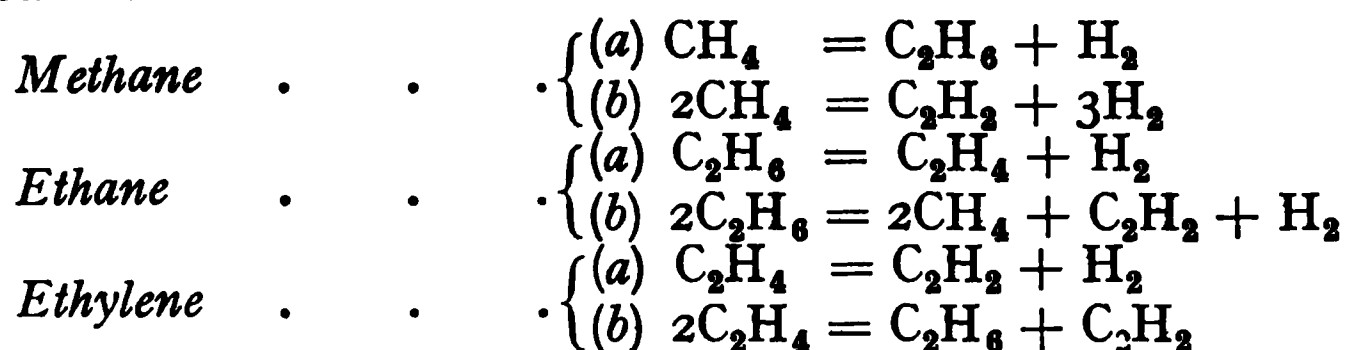 Methane . . . { (a) CH₄ = C₂H₆ + H₂
(b) 2CH₄ = C₂H₂ + 3H₂
Ethane . . . { (a) C₂H₆ = C₂H₄ + H₂
(b) 2C₂H₆ = 2CH₄ + C₂H₂ + H₂
Ethylene . . . { (a) C₂H₄ = C₂H₂ + H₂
(b) 2C₂H₄ = C₂H₆ + C₂H₂